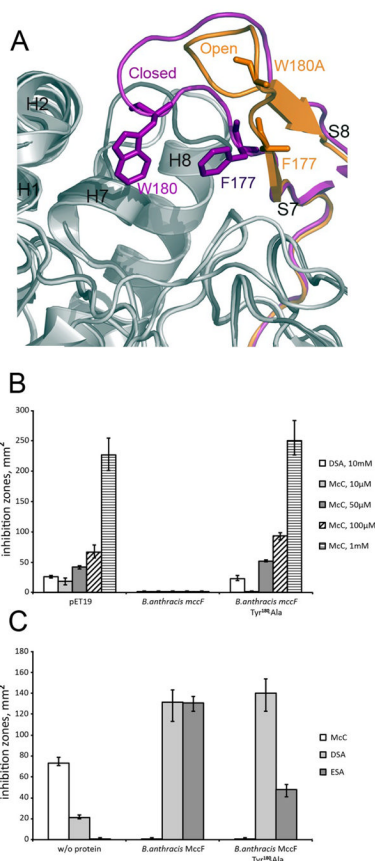 A
Open
W180A
Closed
H2
S8
H8
F177
F177
H1
H7
W180
S7
B
inhibition zones, mm²
300
250
200
150
100
50
0
pET19
B.anthracis mccF
B.anthracis mccF
Tyr¹⁸⁰Ala
DSA, 10mM
McC, 10µM
McC, 50µM
McC, 100µM
McC, 1mM
C
inhibition zones, mm²
160
140
120
100
80
60
40
20
0
w/o protein
B.anthracis MccF
B.anthracis MccF
Tyr¹⁸⁰Ala
McC
DSA
ESA